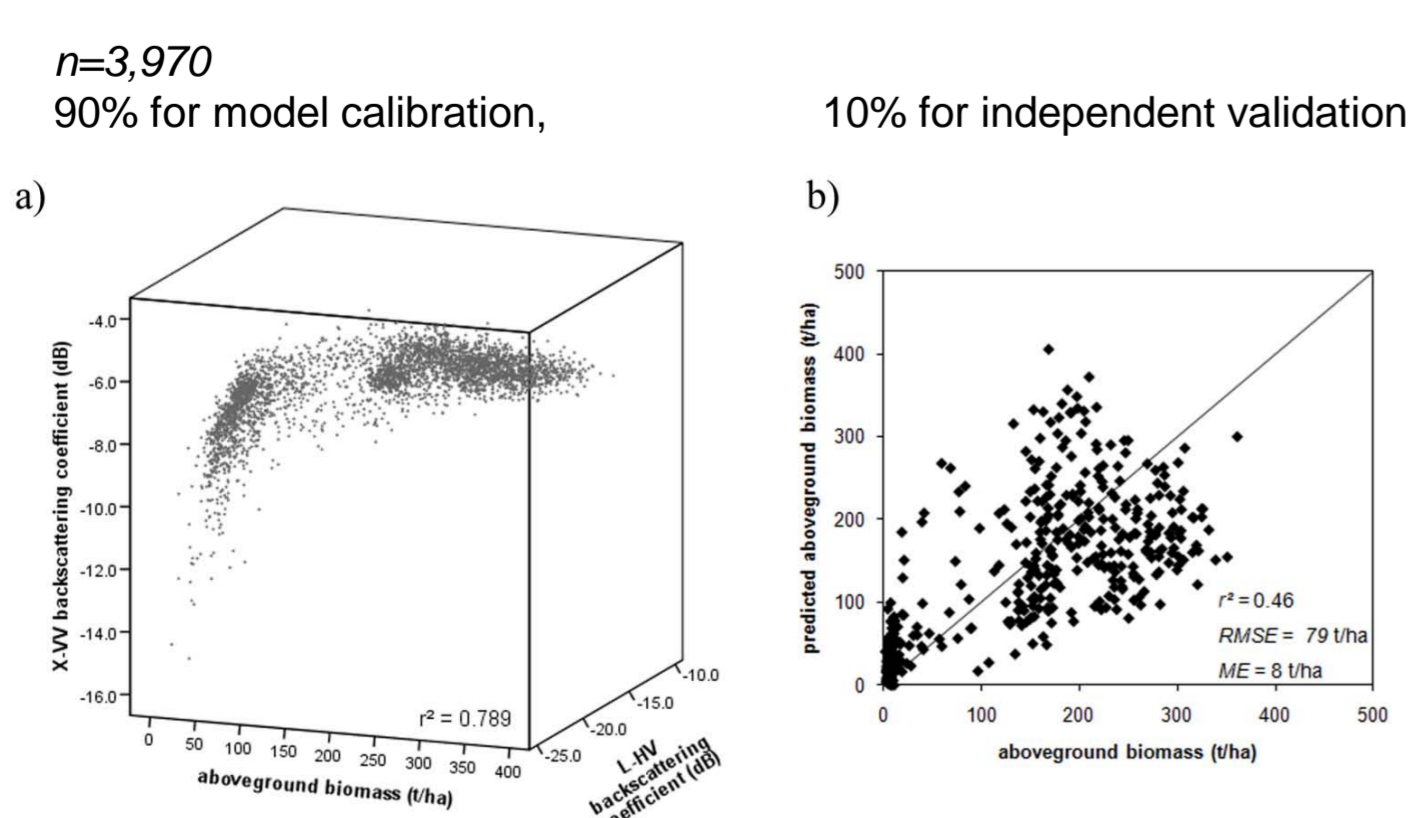 n=3,970
90% for model calibration,
10% for independent validation
a)
X-VV backscattering coefficient (dB)
-4.0
-6.0
-8.0
-10.0
-12.0
-14.0
-16.0
r² = 0.789
0 50 100 150 200 250 300 350 400
aboveground biomass (t/ha)
-25.0
-20.0
-15.0
-10.0
L-HV
backscattering
oefficient (dB)
b)
predicted aboveground biomass (t/ha)
500
400
300
200
100
0
r² = 0.46
RMSE = 79 t/ha
ME = 8 t/ha
0 100 200 300 400 500
aboveground biomass (t/ha)